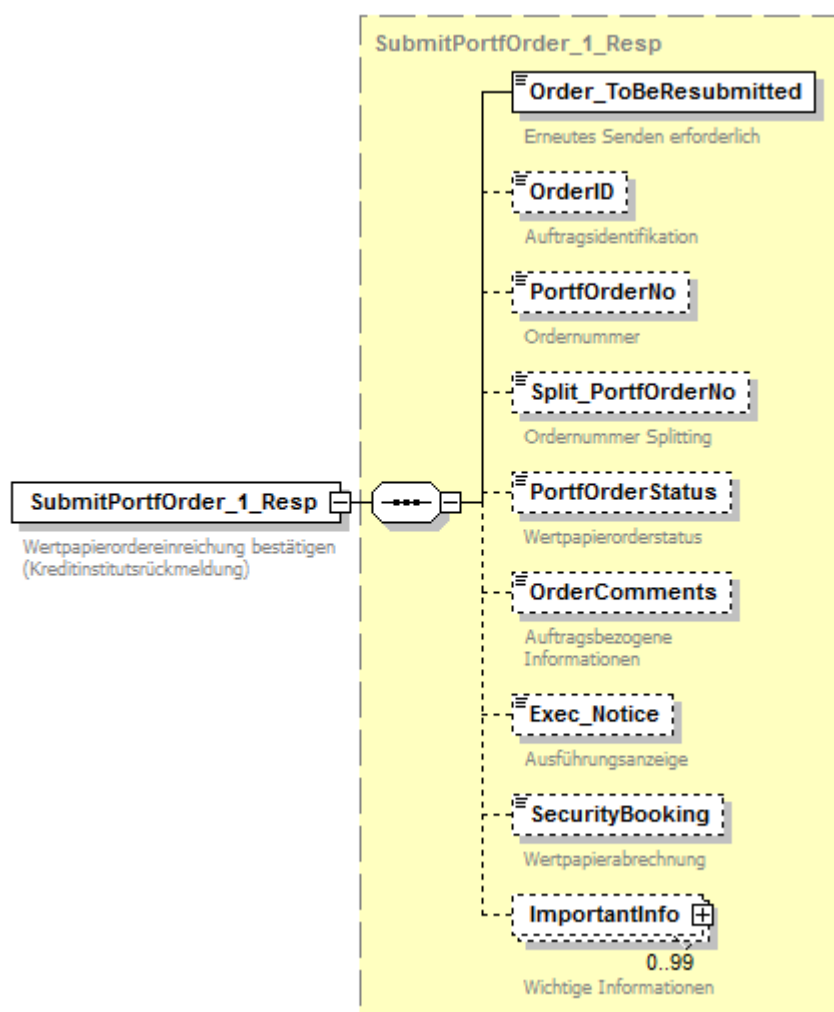 SubmitPortfOrder_1_Resp
Order_ToBeResubmitted
Erneutes Senden erforderlich
OrderID
Auftragsidentifikation
PortfOrderNo
Ordernummer
Split_PortfOrderNo
Ordernummer Splitting
SubmitPortfOrder_1_Resp
Wertpapierordereinreichung bestätigen
(Kreditinstitutsrückmeldung)
PortfOrderStatus
Wertpapierorderstatus
OrderComments
Auftragsbezogene
Informationen
Exec_Notice
Ausführungsanzeige
SecurityBooking
Wertpapierabrechnung
ImportantInfo
0..99
Wichtige Informationen